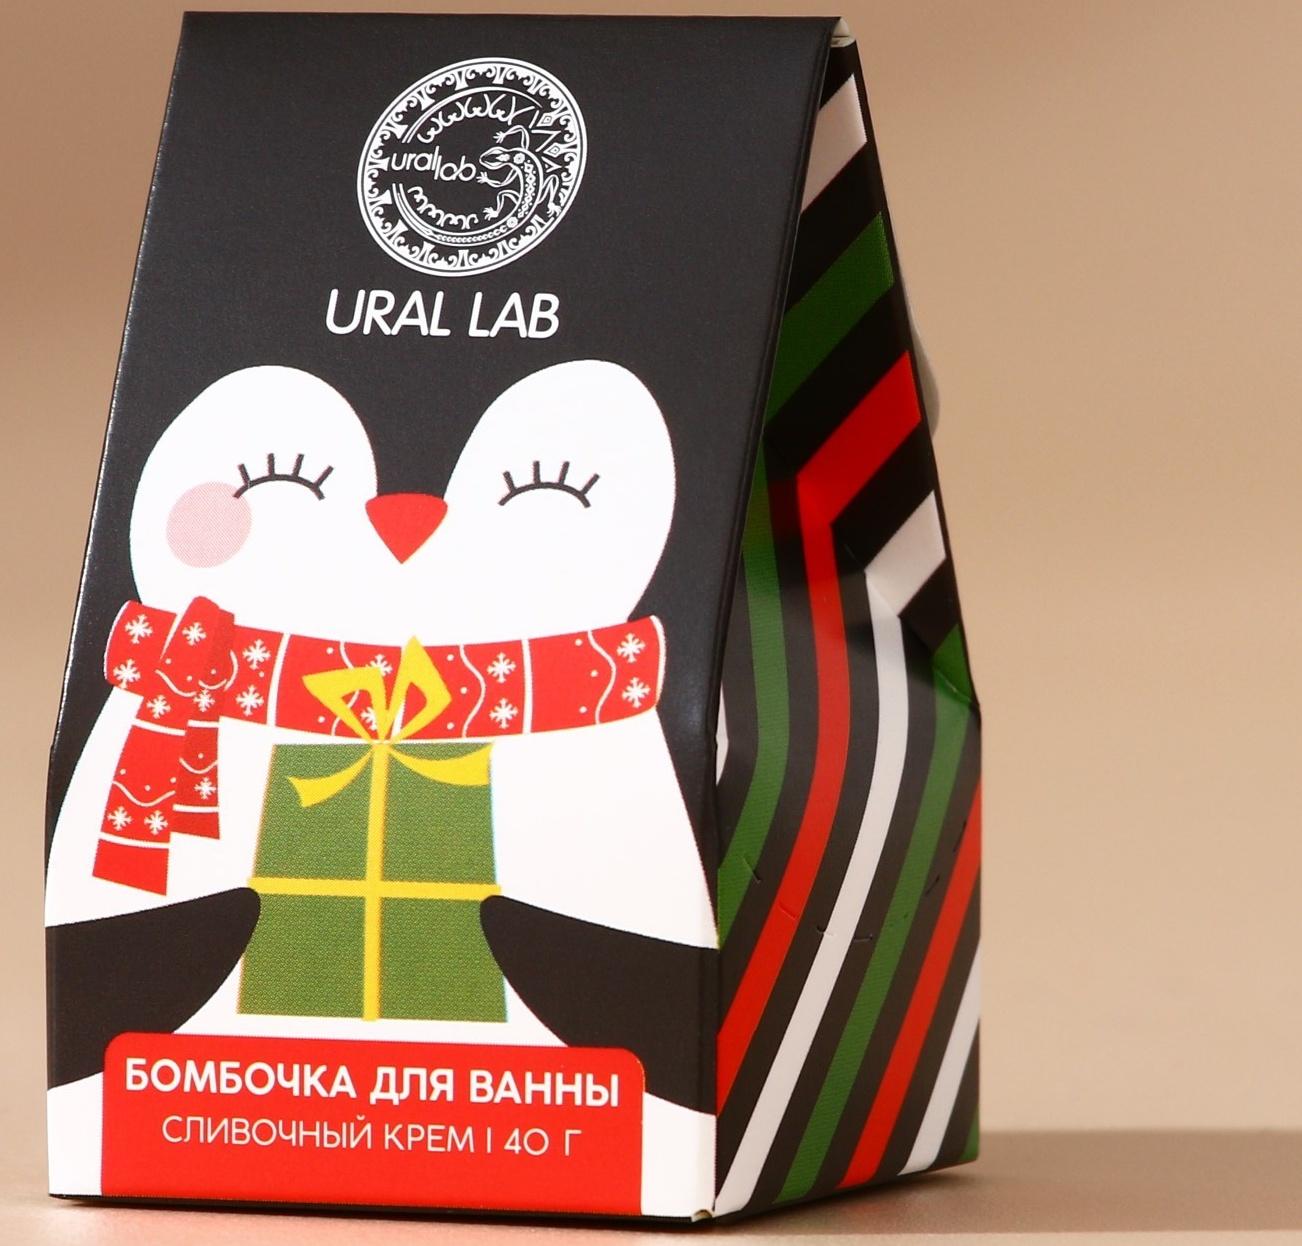 urallab
URAL LAB
БОМБОЧКА ДЛЯ ВАННЫ
СЛИВОЧНЫЙ КРЕМ | 40 Г